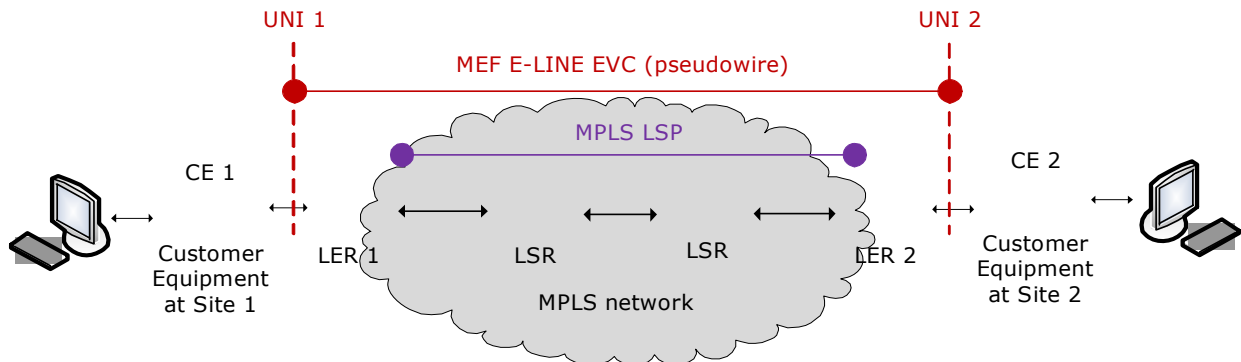 UNI 1
UNI 2
MEF E-LINE EVC (pseudowire)
MPLS LSP
CE 1
CE 2
LER 1
LSR
LSR
LER 2
Customer
Equipment
at Site 1
Customer
Equipment
at Site 2
MPLS network